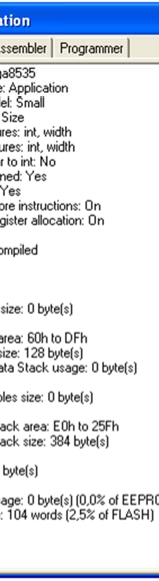 ation
ssembler Programmer
ga8535
e: Application
del: Small
Size
ures: int, width
ures: int, width
r to int: No
ned: Yes
Yes
ore instructions: On
gister allocation: On
ompiled
size: 0 byte(s)
area: 60h to DFh
size: 128 byte(s)
ata Stack usage: 0 byte(s)
les size: 0 byte(s)
ack area: E0h to 25Fh
ack size: 384 byte(s)
byte(s)
age: 0 byte(s) (0,0% of EEPRO
: 104 words (2,5% of FLASH)